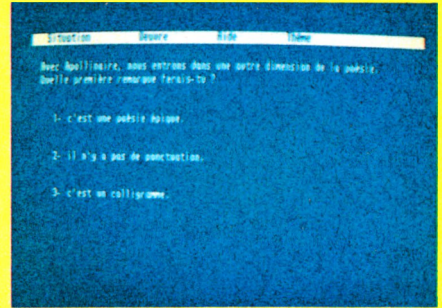 Situation Oeuvre Aide Thème
Avec Apollinaire, nous entrons dans une autre dimension de la poésie.
Quelle première remarque ferais-tu ?
1- c'est une poésie épique.
2- il n'y a pas de ponctuation.
3- c'est un calligramme.